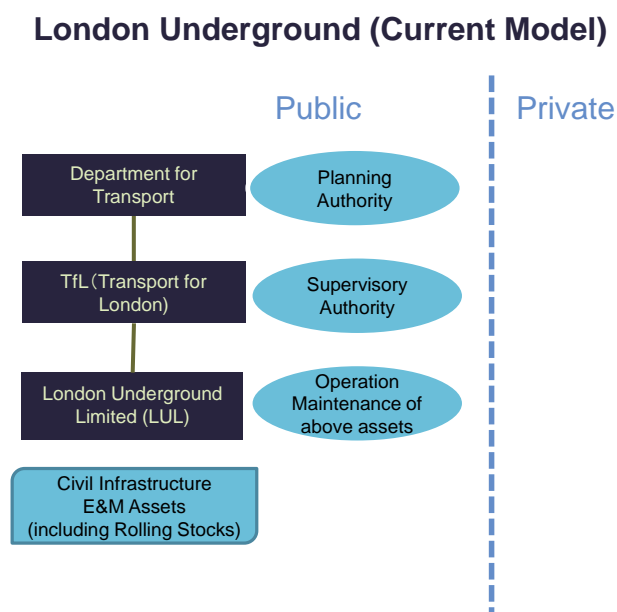 London Underground (Current Model)
Public
Private
Department for
Transport
Planning
Authority
TfL（Transport for
London)
Supervisory
Authority
London Underground
Limited (LUL)
Operation
Maintenance of
above assets
Civil Infrastructure
E&M Assets
(including Rolling Stocks)